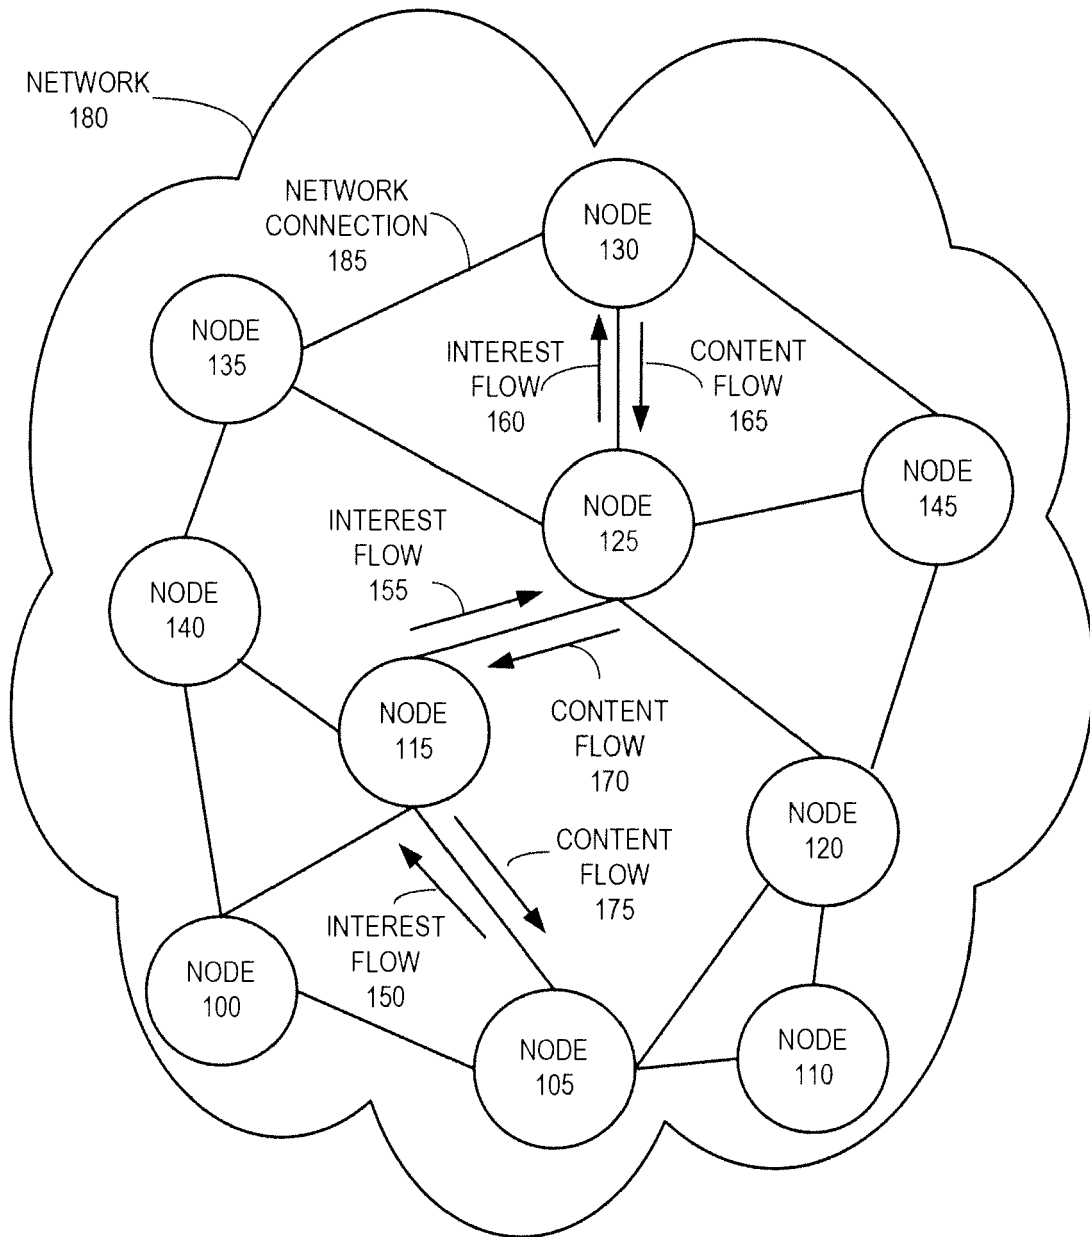 NETWORK
180
NETWORK
CONNECTION
185
NODE
130
NODE
135
INTEREST
FLOW
160
CONTENT
FLOW
165
NODE
145
NODE
125
INTEREST
FLOW
155
NODE
140
NODE
115
CONTENT
FLOW
170
NODE
120
CONTENT
FLOW
175
INTEREST
FLOW
150
NODE
100
NODE
105
NODE
110